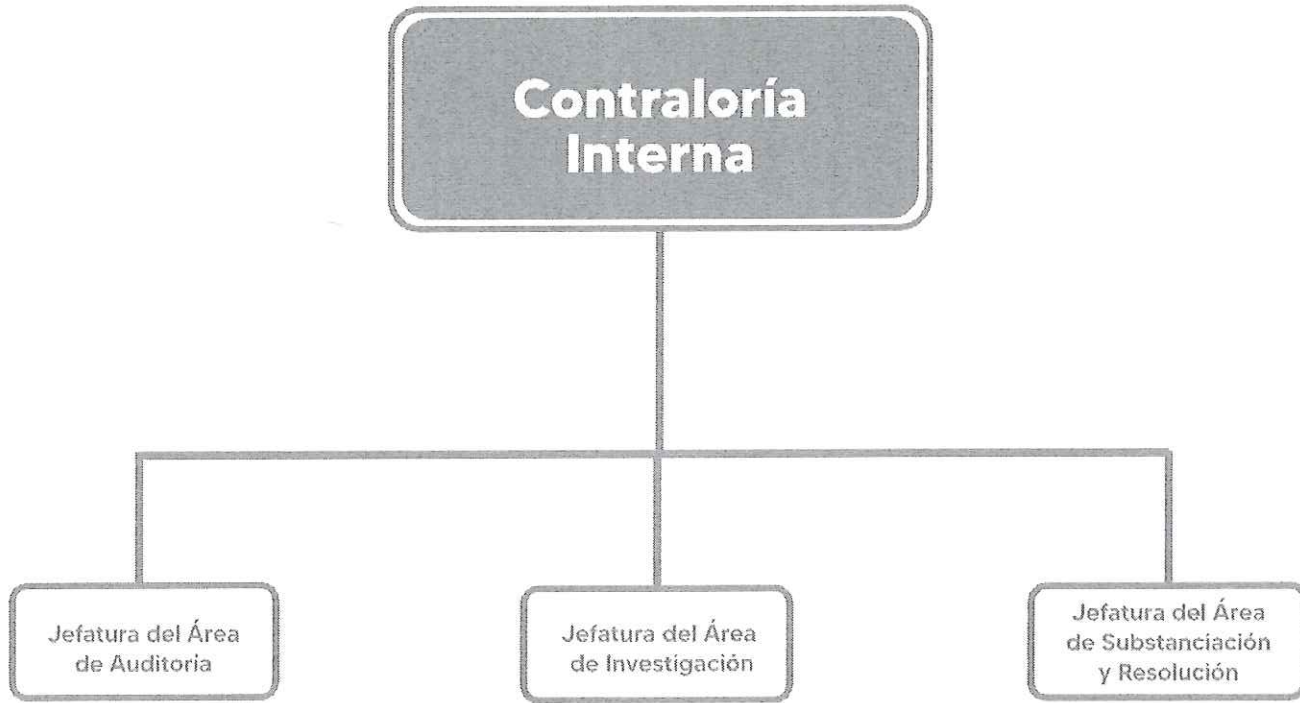 Contraloría
Interna
Jefatura del Área
de Auditoria
Jefatura del Área
de Investigación
Jefatura del Área
de Substanciación
y Resolución